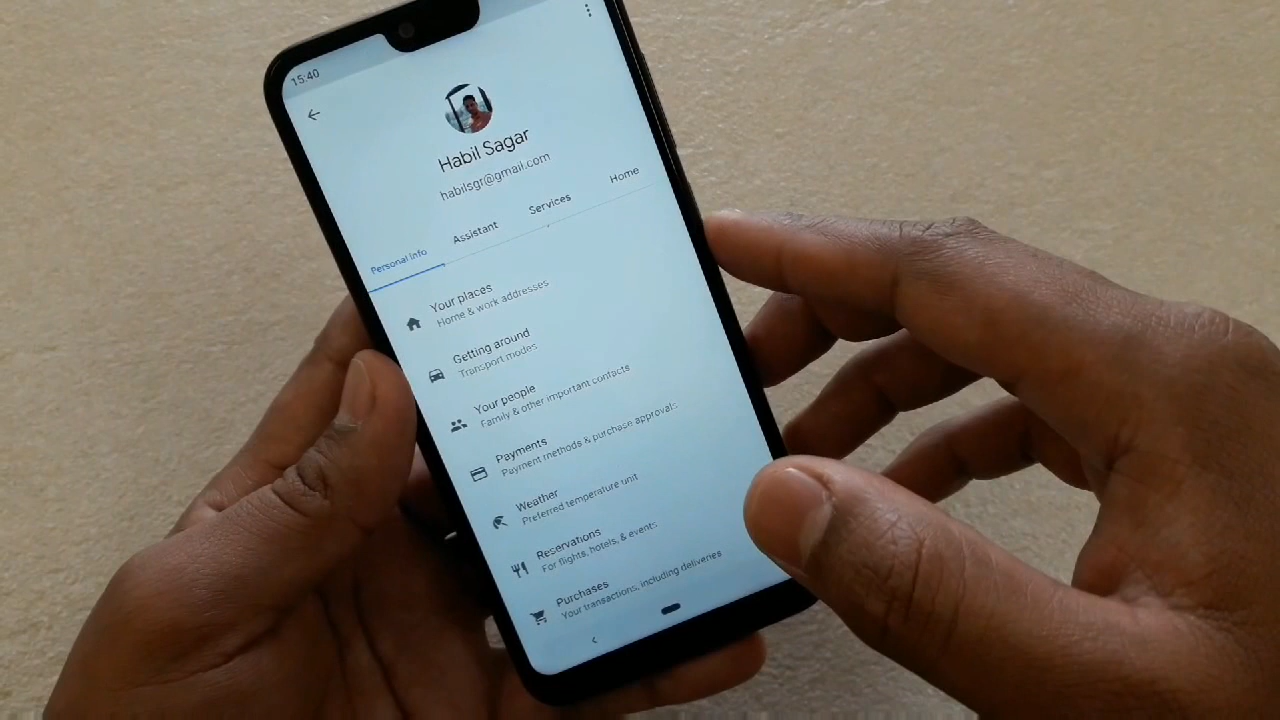 15:40
Habil Sagar
habilsgr@gmail.com
Personal info
Assistant
Services
Home
Your places
Home & work addresses
Getting around
Transport modes
Your people
Family & other important contacts
Payments
Payment methods & purchase approvals
Weather
Preferred temperature unit
Reservations
For flights, hotels, & events
Purchases
Your transactions, including deliveries